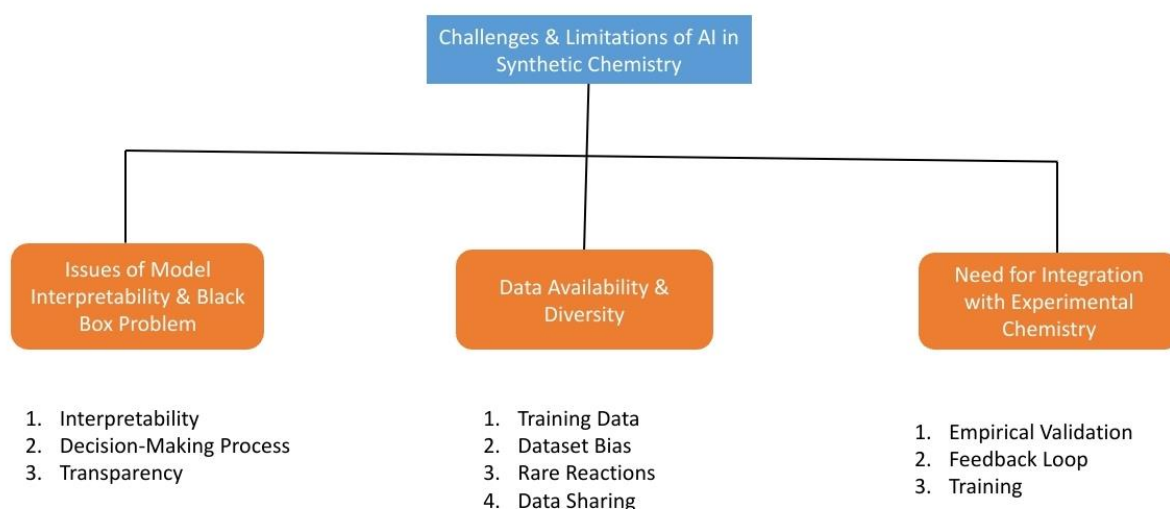 Challenges & Limitations of AI in
Synthetic Chemistry
Issues of Model
Interpretability & Black
Box Problem
1. Interpretability
2. Decision-Making Process
3. Transparency
Data Availability &
Diversity
1. Training Data
2. Dataset Bias
3. Rare Reactions
4. Data Sharing
Need for Integration
with Experimental
Chemistry
1. Empirical Validation
2. Feedback Loop
3. Training